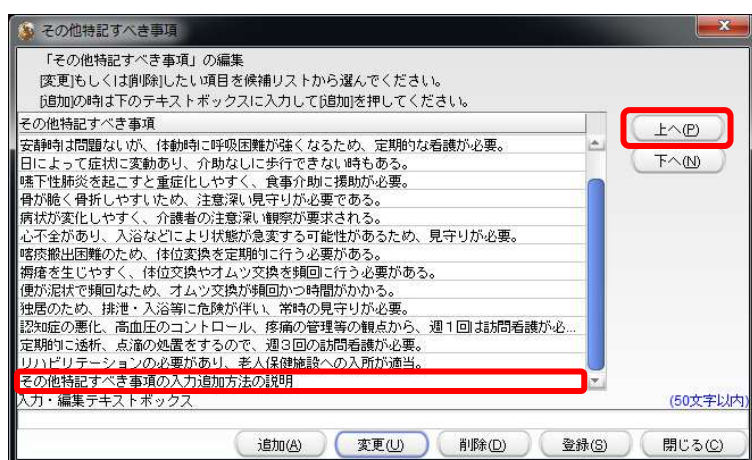 その他特記すべき事項
「その他特記すべき事項」の編集
[変更]もしくは[削除]したい項目を候補リストから選んでください。
[追加]の時は下のテキストボックスに入力して[追加]を押してください。
その他特記すべき事項
上へ(P)
安静時は問題ないが、体動時に呼吸困難が強くなるため、定期的な看護が必要。
日によって症状に変動あり、介助なしに歩行できない時もある。
下へ(N)
嚥下性肺炎を起こすと重症化しやすく、食事介助に援助が必要。
骨が脆く骨折しやすいため、注意深い見守りが必要である。
病状が変化しやすく、介護者の注意深い観察が要求される。
心不全があり、入浴などにより状態が急変する可能性があるため、見守りが必要。
喀痰搬出困難のため、体位変換を定期的に行う必要がある。
褥瘡を生じやすく、体位交換やオムツ交換を頻回に行う必要がある。
便が泥状で頻回なため、オムツ交換が頻回かつ時間がかかる。
独居のため、排泄・入浴等に危険が伴い、常時の見守りが必要。
認知症の悪化、高血圧のコントロール、疼痛の管理等の観点から、週1回は訪問看護が必...
定期的に透析、点滴の処置をするので、週3回の訪問看護が必要。
リハビリテーションの必要があり、老人保健施設への入所が適当。
その他特記すべき事項の入力追加方法の説明
入力・編集テキストボックス
(50文字以内)
追加(A)
変更(U)
削除(D)
登録(S)
閉じる(C)